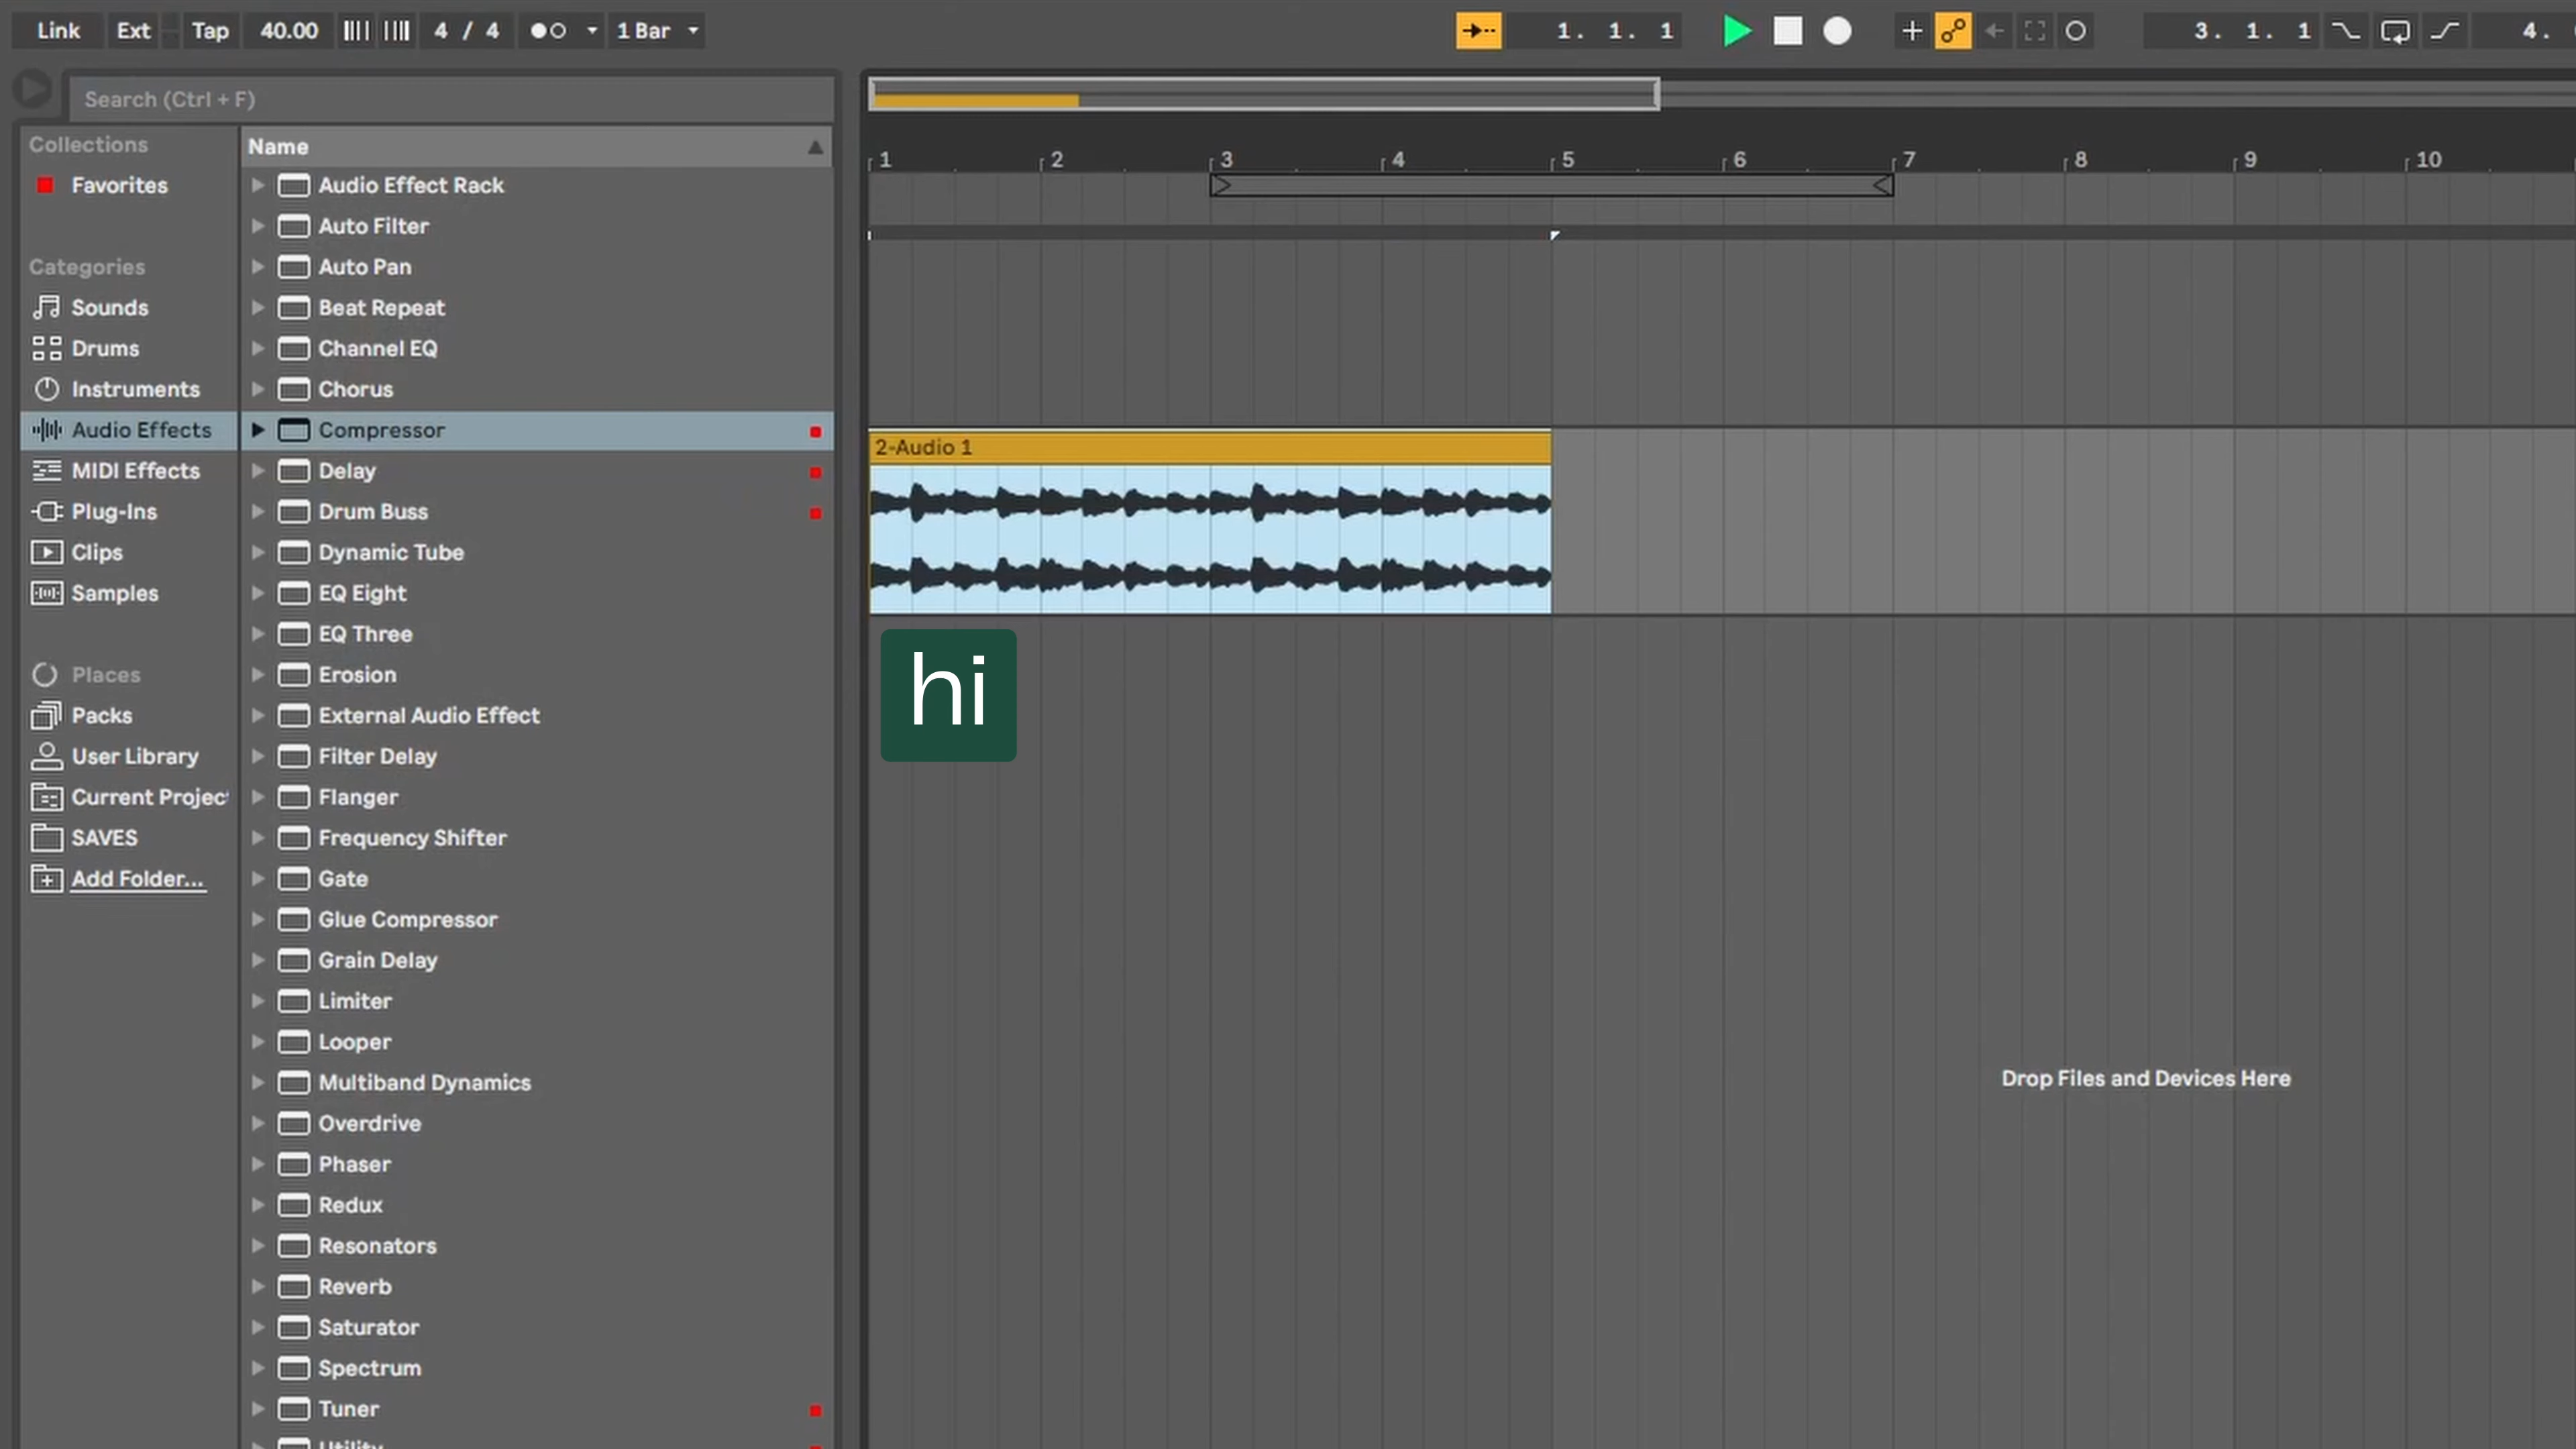 Link Ext Tap 40.00 4 / 4 1 Bar 1. 1. 1 3. 1. 1 4.
Search (Ctrl + F)
Collections
Favorites
Categories
Sounds
Drums
Instruments
Audio Effects
MIDI Effects
Plug-Ins
Clips
Samples
Places
Packs
User Library
Current Projec
SAVES
Add Folder...
Name
Audio Effect Rack
Auto Filter
Auto Pan
Beat Repeat
Channel EQ
Chorus
Compressor
Delay
Drum Buss
Dynamic Tube
EQ Eight
EQ Three
Erosion
External Audio Effect
Filter Delay
Flanger
Frequency Shifter
Gate
Glue Compressor
Grain Delay
Limiter
Looper
Multiband Dynamics
Overdrive
Phaser
Redux
Resonators
Reverb
Saturator
Spectrum
Tuner
Utility
1 2 3 4 5 6 7 8 9 10
2-Audio 1
hi
Drop Files and Devices Here